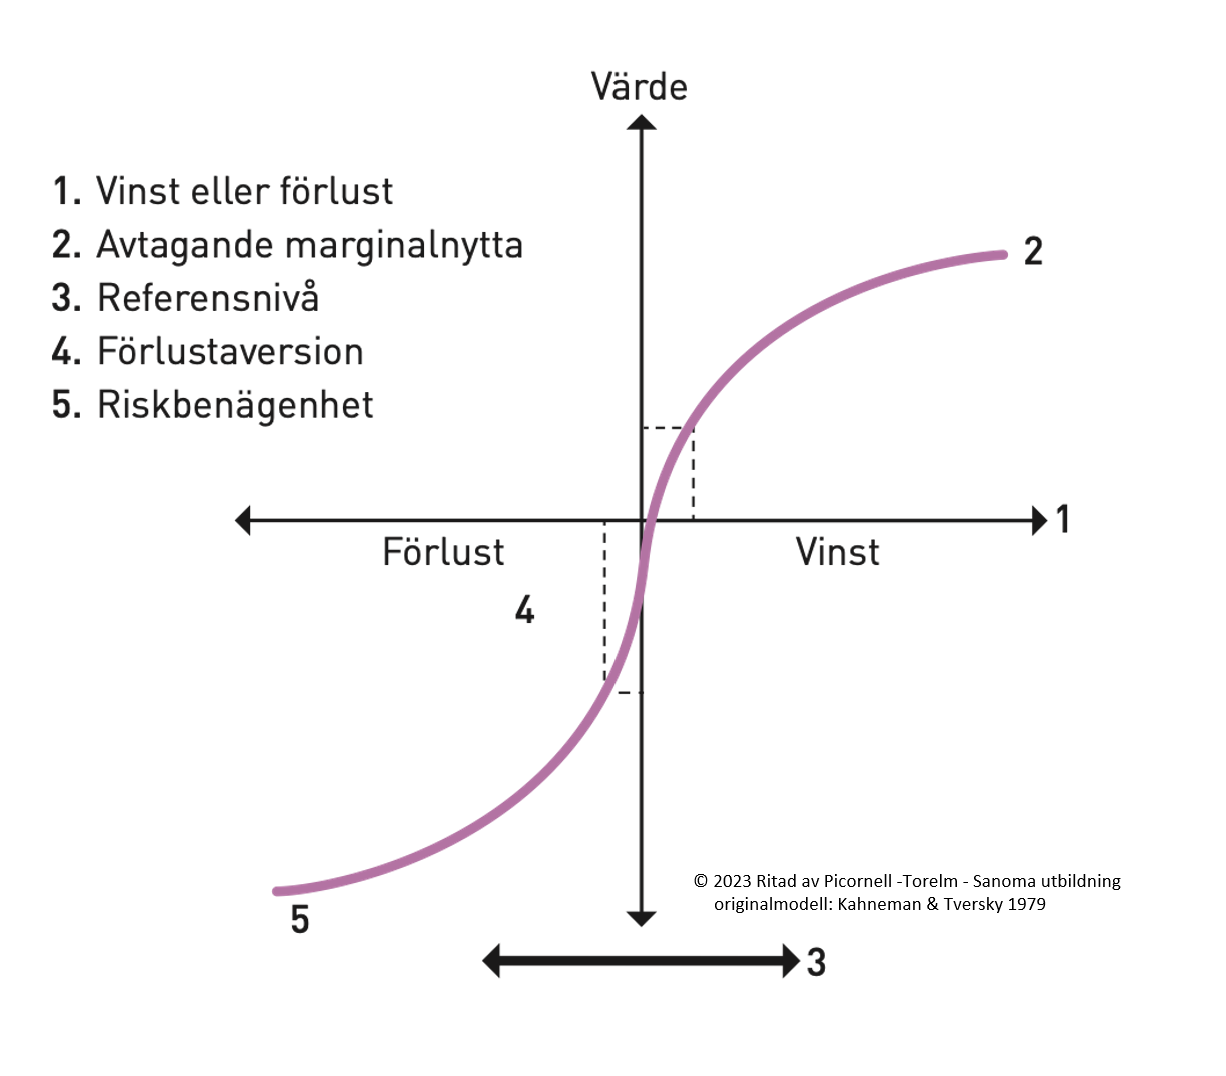 Värde
1. Vinst eller förlust
2. Avtagande marginalnytta
3. Referensnivå
4. Förlustaversion
5. Riskbenägenhet
2
1
Förlust
Vinst
4
5
© 2023 Ritad av Picornell -Torelm - Sanoma utbildning
originalmodell: Kahneman & Tversky 1979
3